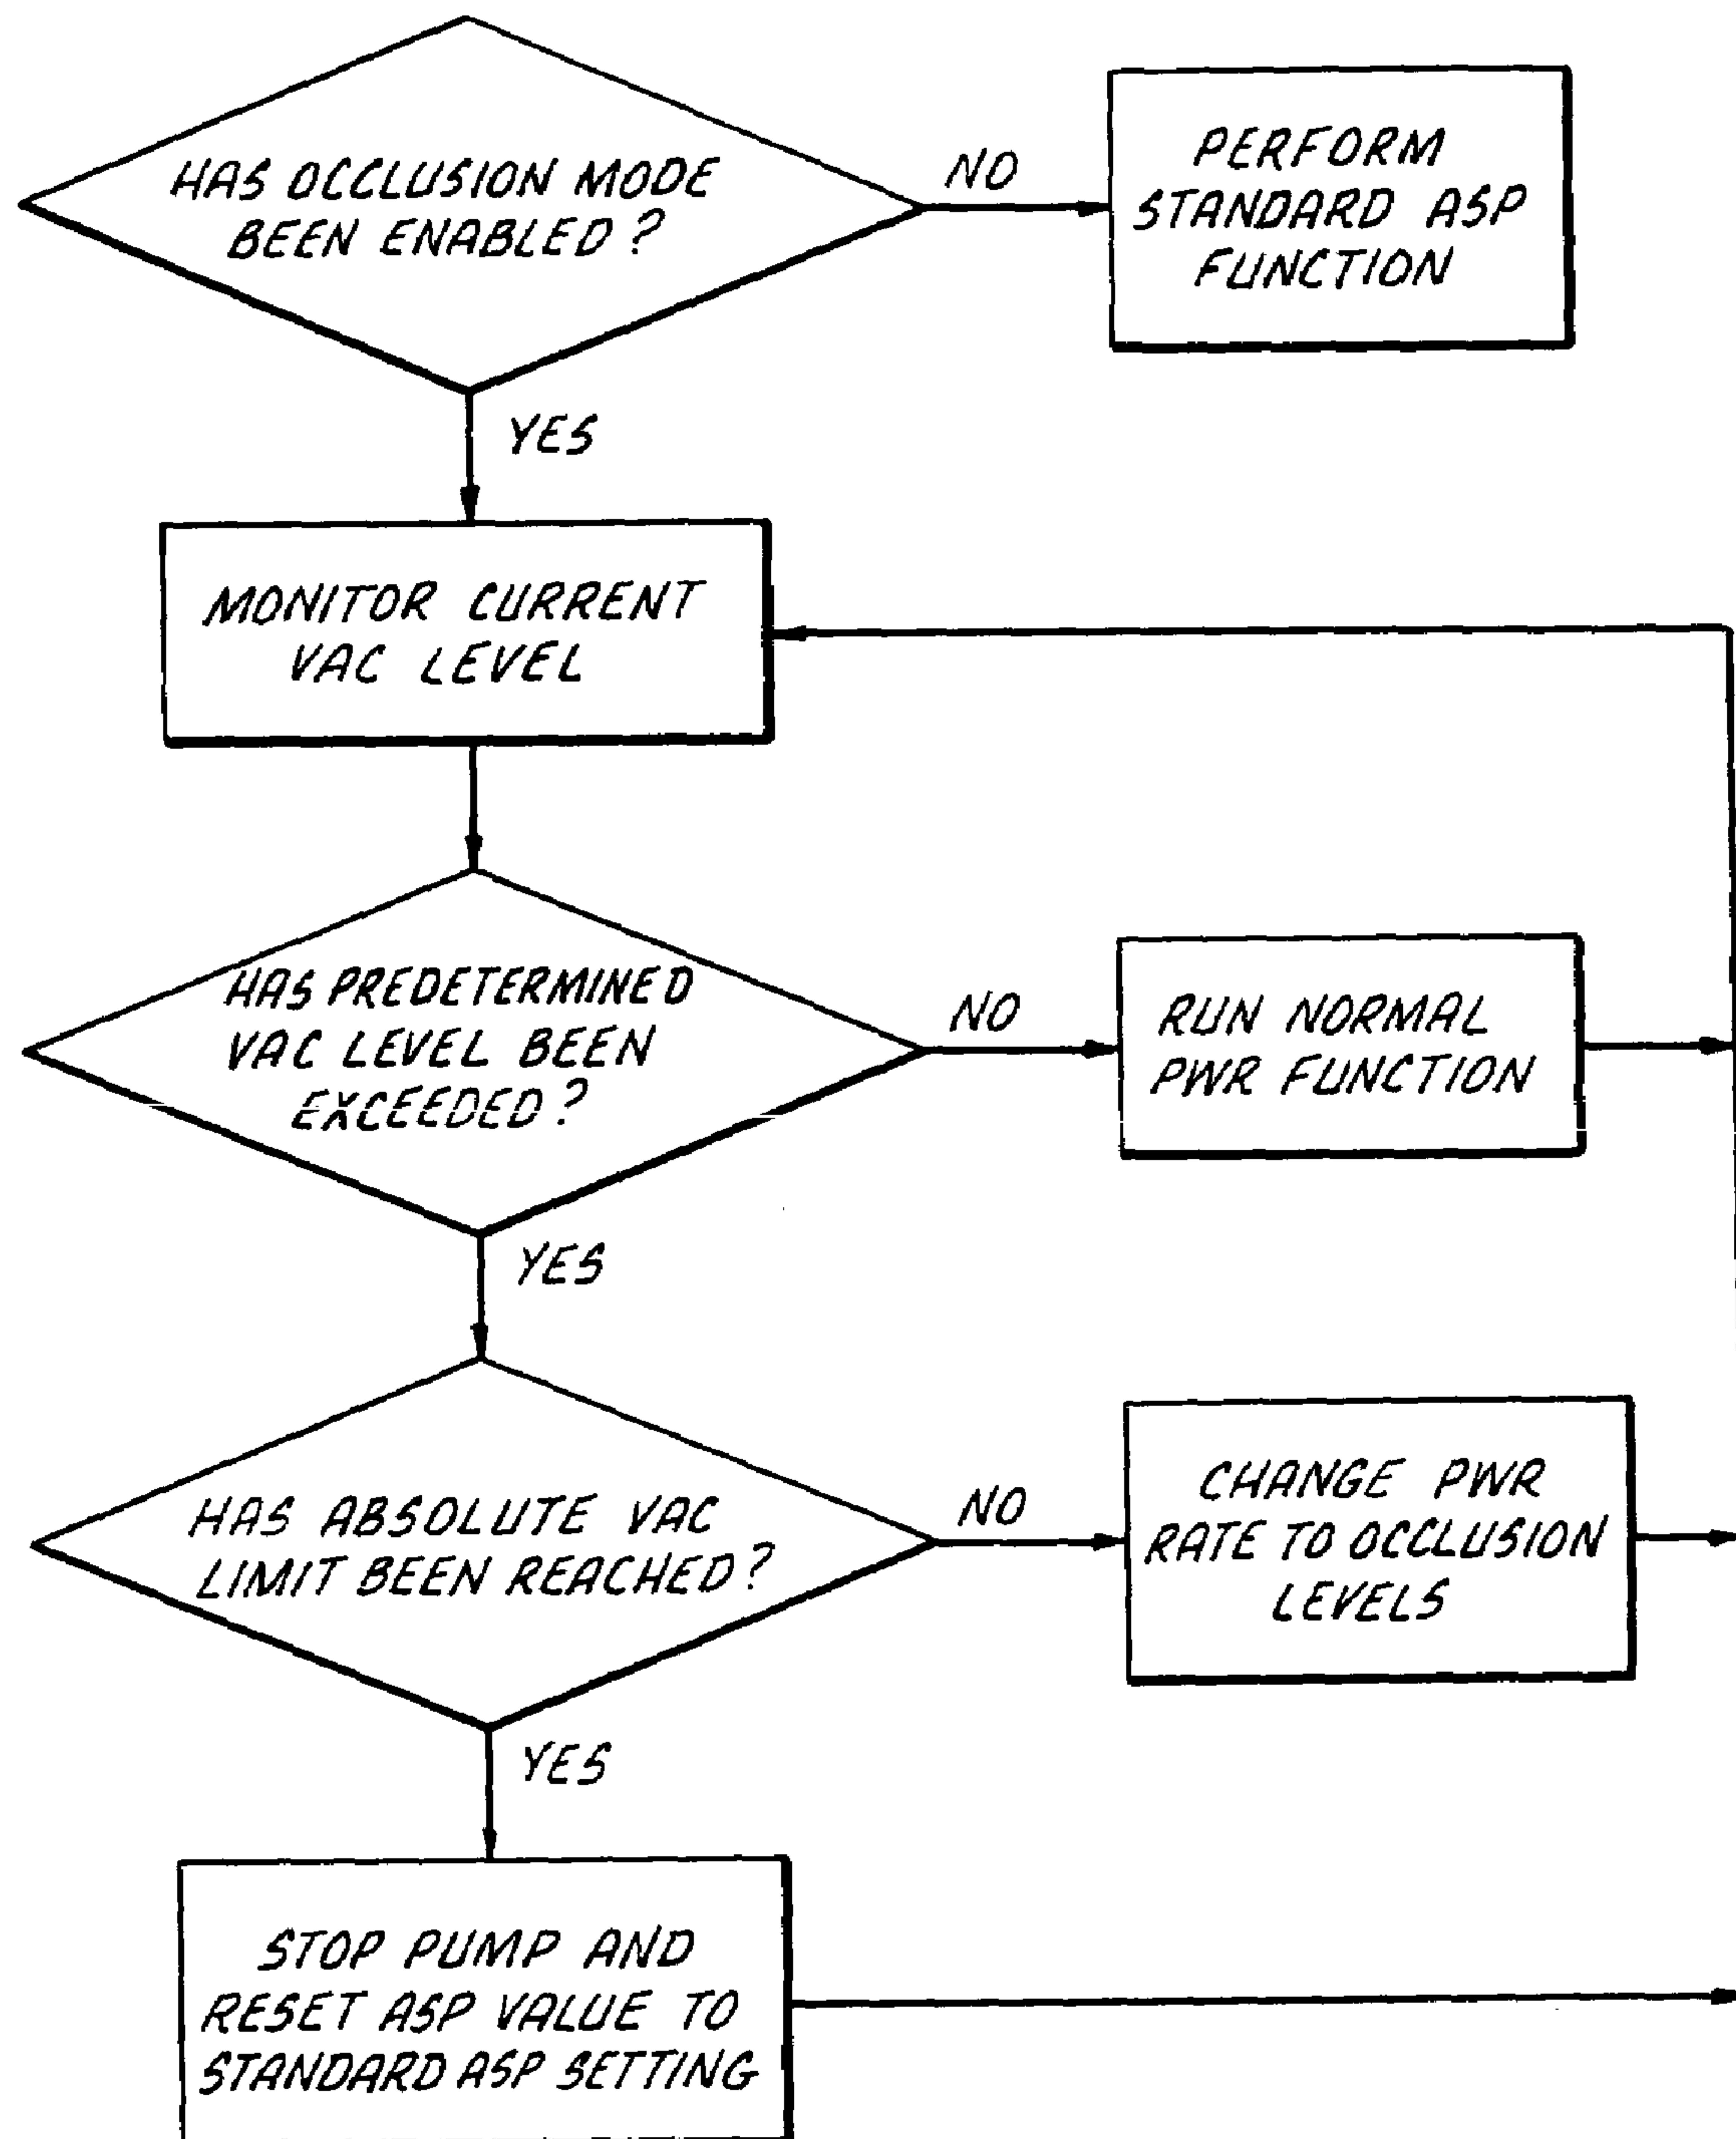 HAS OCCLUSION MODE
BEEN ENABLED?
NO
PERFORM
STANDARD ASP
FUNCTION
YES
MONITOR CURRENT
VAC LEVEL
HAS PREDETERMINED
VAC LEVEL BEEN
EXCEEDED?
NO
RUN NORMAL
PWR FUNCTION
YES
HAS ABSOLUTE VAC
LIMIT BEEN REACHED?
NO
CHANGE PWR
RATE TO OCCLUSION
LEVELS
YES
STOP PUMP AND
RESET ASP VALUE TO
STANDARD ASP SETTING